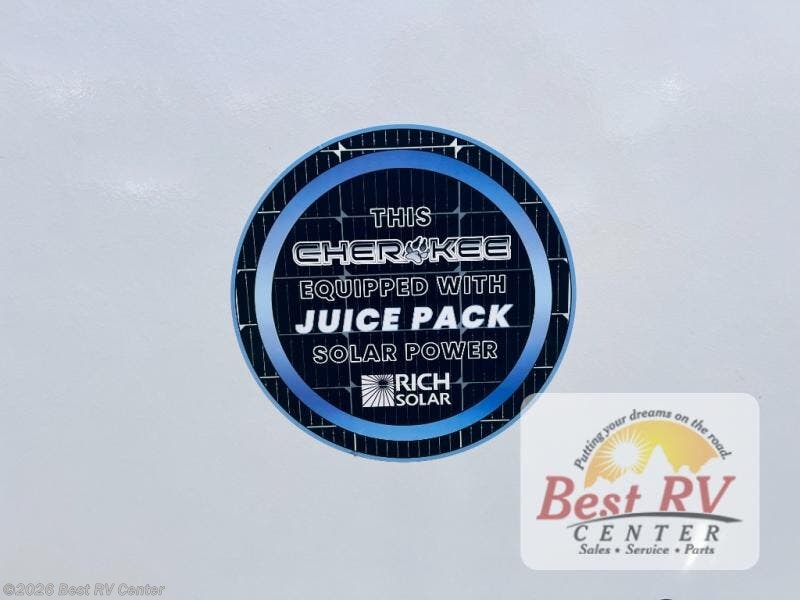 THIS
CHEROKEE
EQUIPPED WITH
JUICE PACK
SOLAR POWER
RICH
SOLAR
Putting your dreams on the road.
Best RV
CENTER
Sales • Service • Parts
©2026 Best RV Center